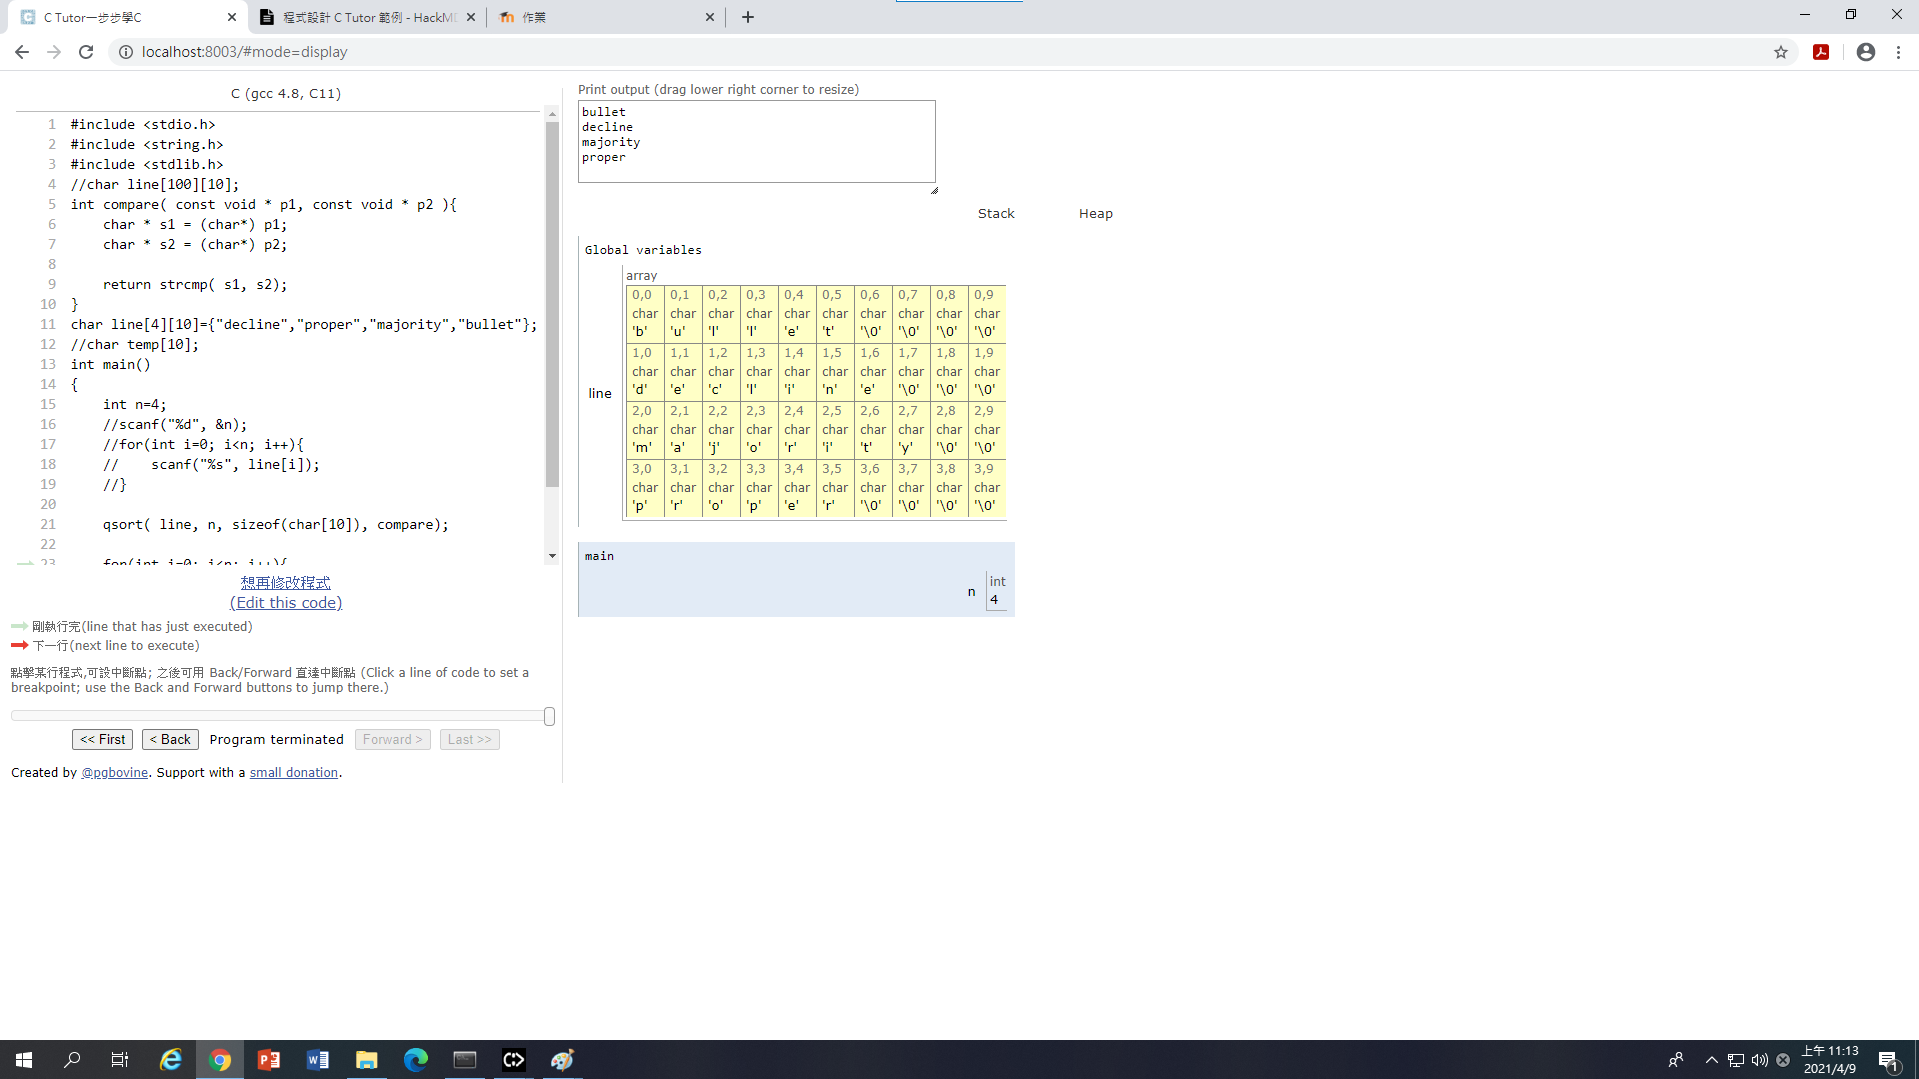 C Tutor一步步學C
程式設計 C Tutor 範例 - HackM
作業
localhost:8003/#mode=display
C (gcc 4.8, C11)
1 #include <stdio.h>
2 #include <string.h>
3 #include <stdlib.h>
4 //char line[100][10];
5 int compare( const void * p1, const void * p2 ){
6 char * s1 = (char*) p1;
7 char * s2 = (char*) p2;
8
9 return strcmp( s1, s2);
10 }
11 char line[4][10]={"decline","proper","majority","bullet"};
12 //char temp[10];
13 int main()
14 {
15 int n=4;
16 //scanf("%d", &n);
17 //for(int i=0; i<n; i++){
18 // scanf("%s", line[i]);
19 //}
20
21 qsort( line, n, sizeof(char[10]), compare);
22
23 for(int i=0; i<n; i++){
想再修改程式
(Edit this code)
剛執行完(line that has just executed)
下一行(next line to execute)
點擊某行程式,可設中斷點; 之後可用 Back/Forward 直達中斷點 (Click a line of code to set a
breakpoint; use the Back and Forward buttons to jump there.)
<< First < Back Program terminated Forward > Last >>
Created by @pgbovine. Support with a small donation.
Print output (drag lower right corner to resize)
bullet
decline
majority
proper
Stack Heap
Global variables
array
0,0 0,1 0,2 0,3 0,4 0,5 0,6 0,7 0,8 0,9
char char char char char char char char char char
'b' 'u' 'l' 'l' 'e' 't' '\0' '\0' '\0' '\0'
1,0 1,1 1,2 1,3 1,4 1,5 1,6 1,7 1,8 1,9
char char char char char char char char char char
line 'd' 'e' 'c' 'l' 'i' 'n' 'e' '\0' '\0' '\0'
2,0 2,1 2,2 2,3 2,4 2,5 2,6 2,7 2,8 2,9
char char char char char char char char char char
'm' 'a' 'j' 'o' 'r' 'i' 't' 'y' '\0' '\0'
3,0 3,1 3,2 3,3 3,4 3,5 3,6 3,7 3,8 3,9
char char char char char char char char char char
'p' 'r' 'o' 'p' 'e' 'r' '\0' '\0' '\0' '\0'
main
int
n 4
上午 11:13
2021/4/9
1